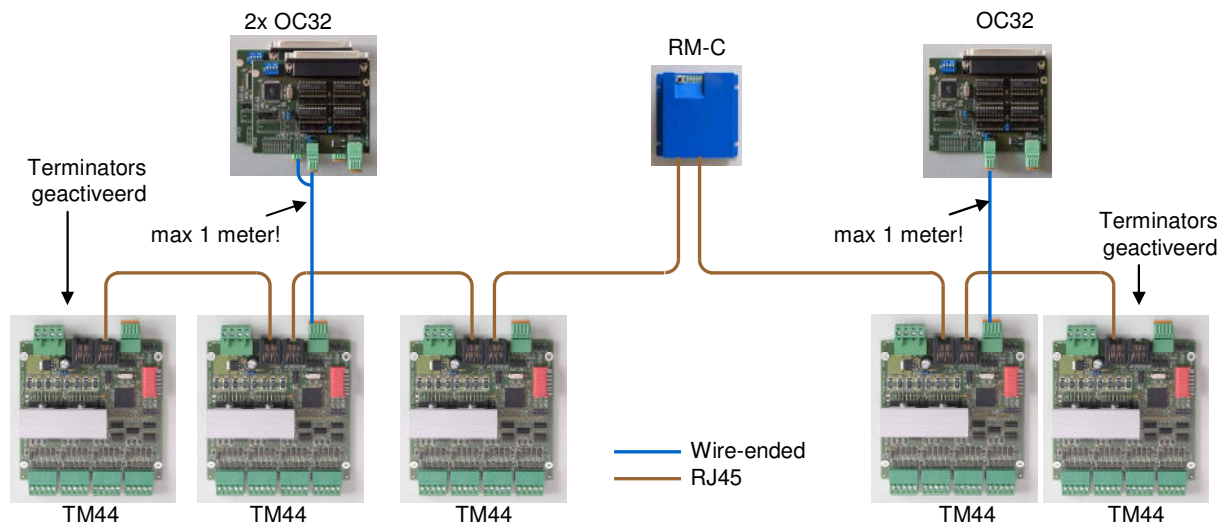 2x OC32
OC32
RM-C
Terminators
geactiveerd
max 1 meter!
max 1 meter!
Terminators
geactiveerd
Wire-ended
RJ45
TM44
TM44
TM44
TM44
TM44